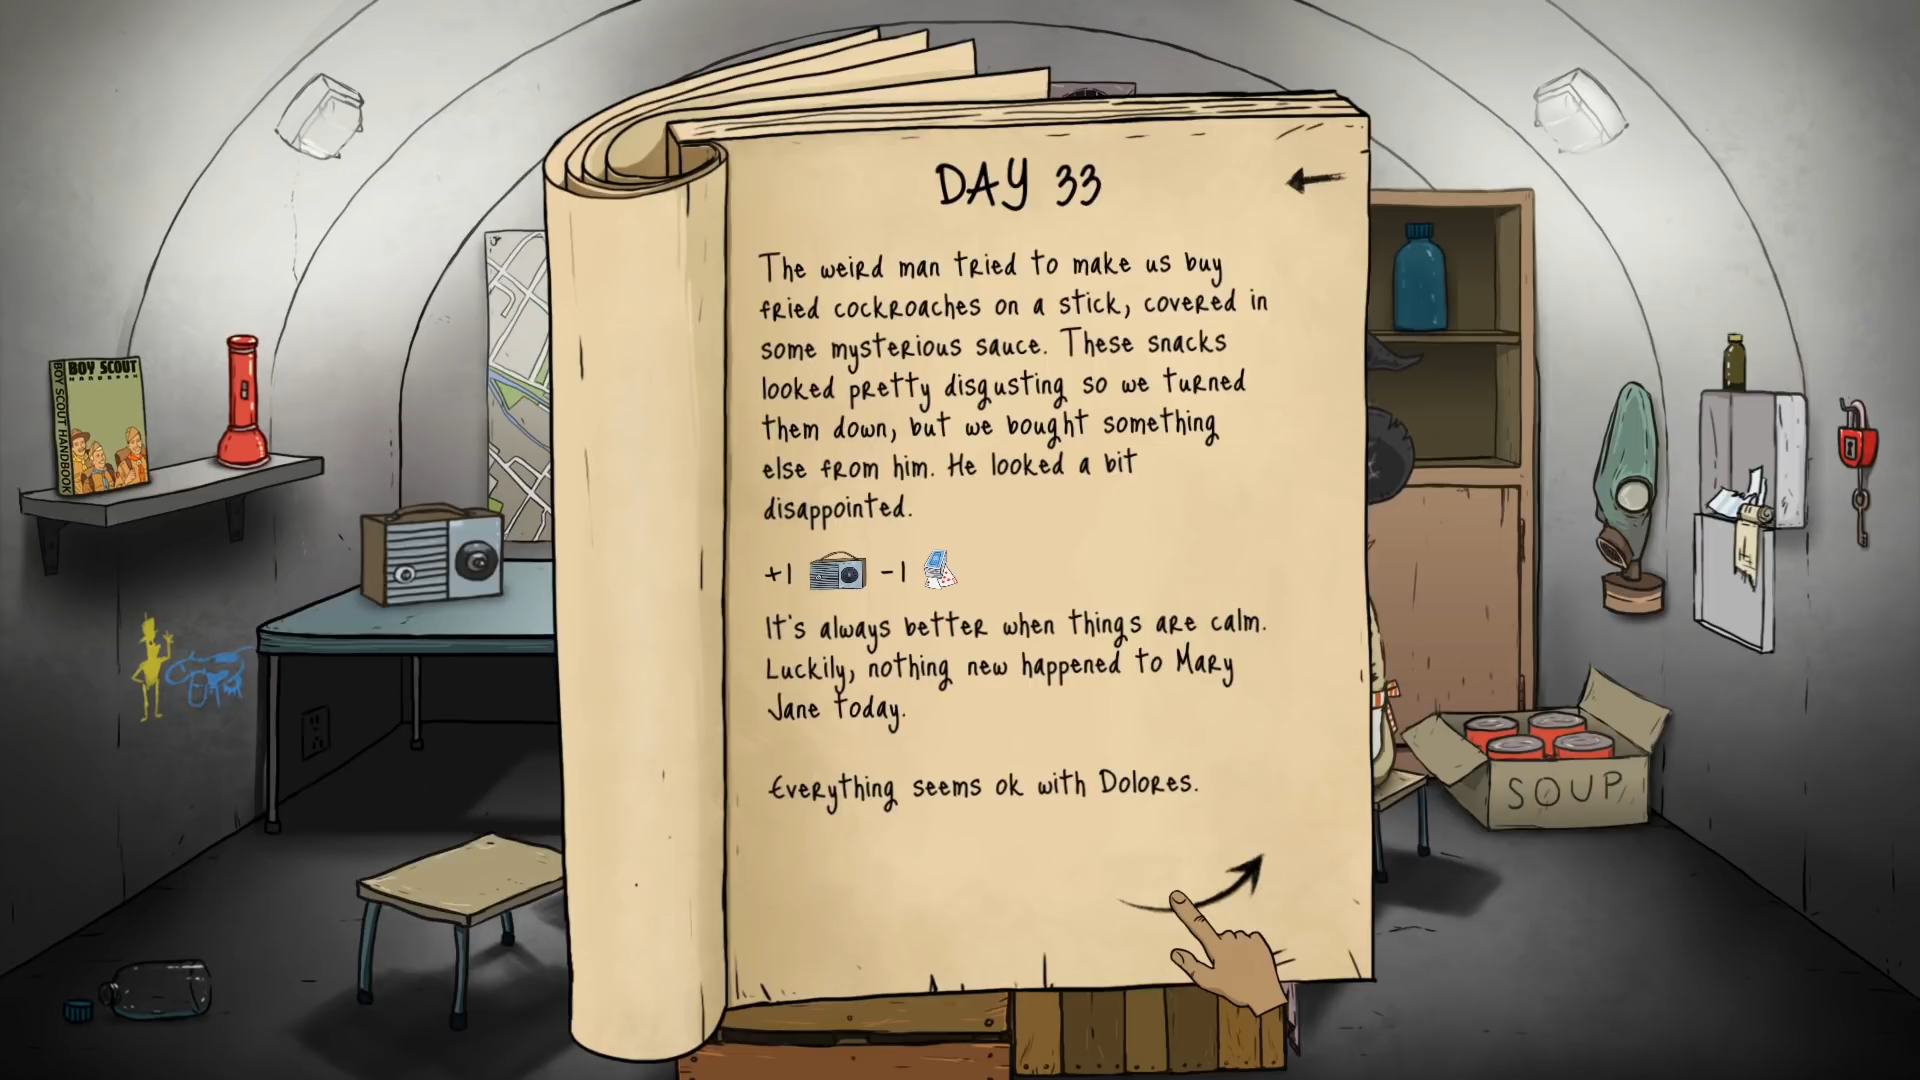 DAY 33
The weird man tried to make us buy
fried cockroaches on a stick, covered in
some mysterious sauce. These snacks
looked pretty disgusting so we turned
them down, but we bought something
else from him. He looked a bit
disappointed.
+1 -1
It's always better when things are calm.
Luckily, nothing new happened to Mary
Jane today.
Everything seems ok with Dolores.
BOY SCOUT
HANDBOOK
BOY SCOUT HANDBOOK
SOUP